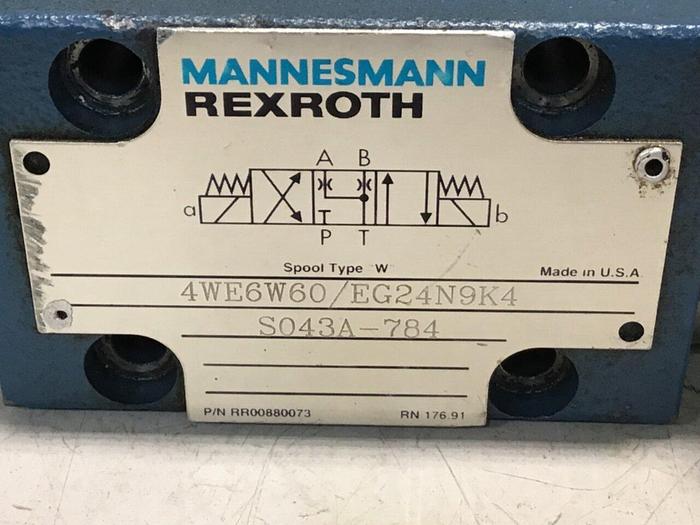 MANNESMANN
REXROTH
A B
a b
P T
Spool Type "W"
Made in U.S.A.
4WE6W60/EG24N9K4
S043A-784
P/N RR00880073 RN 176.91